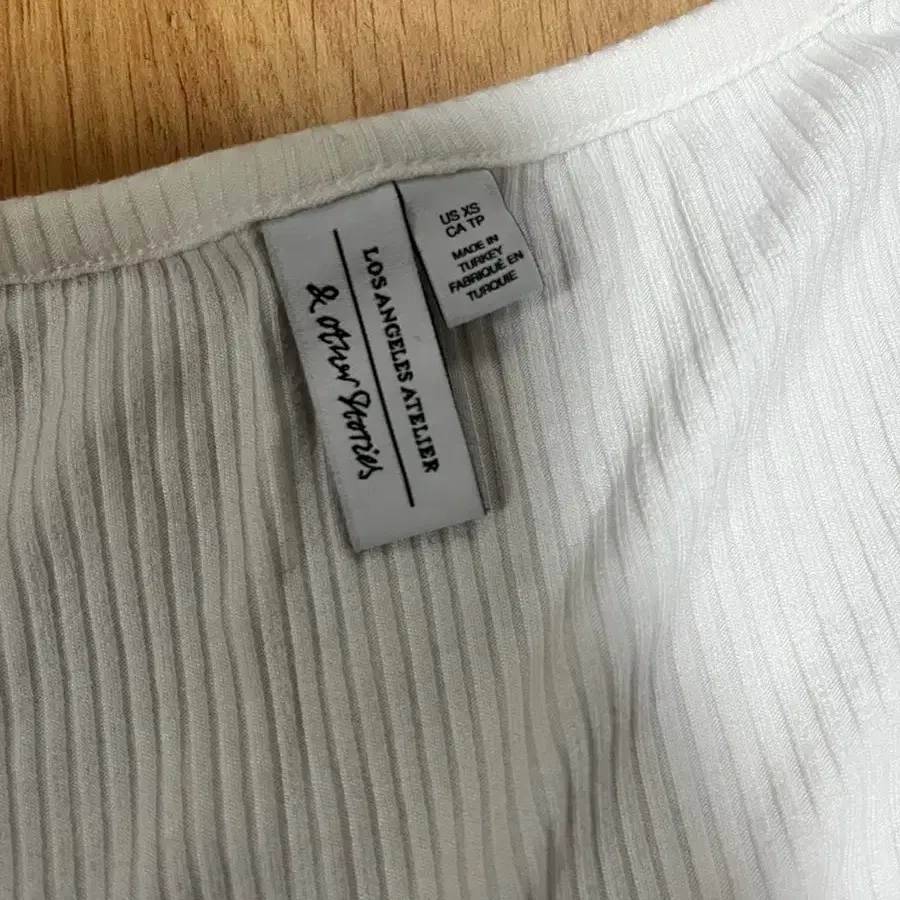 LOS ANGELES ATELIER
& Other Stories
US XS
CA TP
MADE IN
TURKEY
FABRIQUÉ EN
TURQUIE